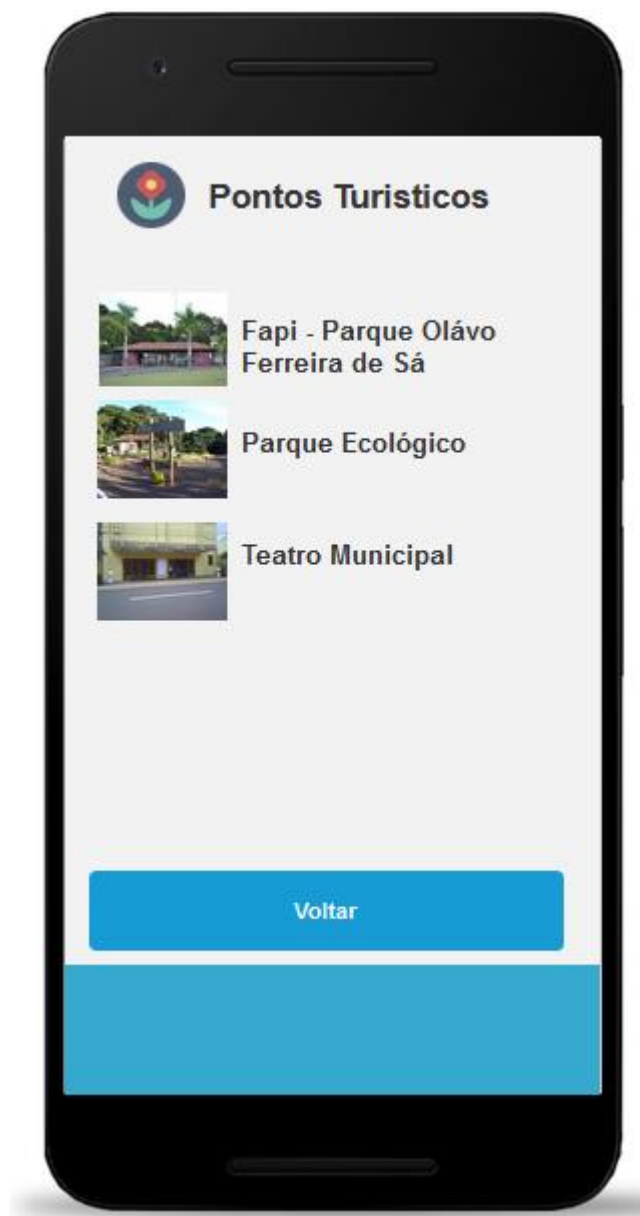 Pontos Turisticos
Fapi - Parque Olávo
Ferreira de Sá
Parque Ecológico
Teatro Municipal
Voltar